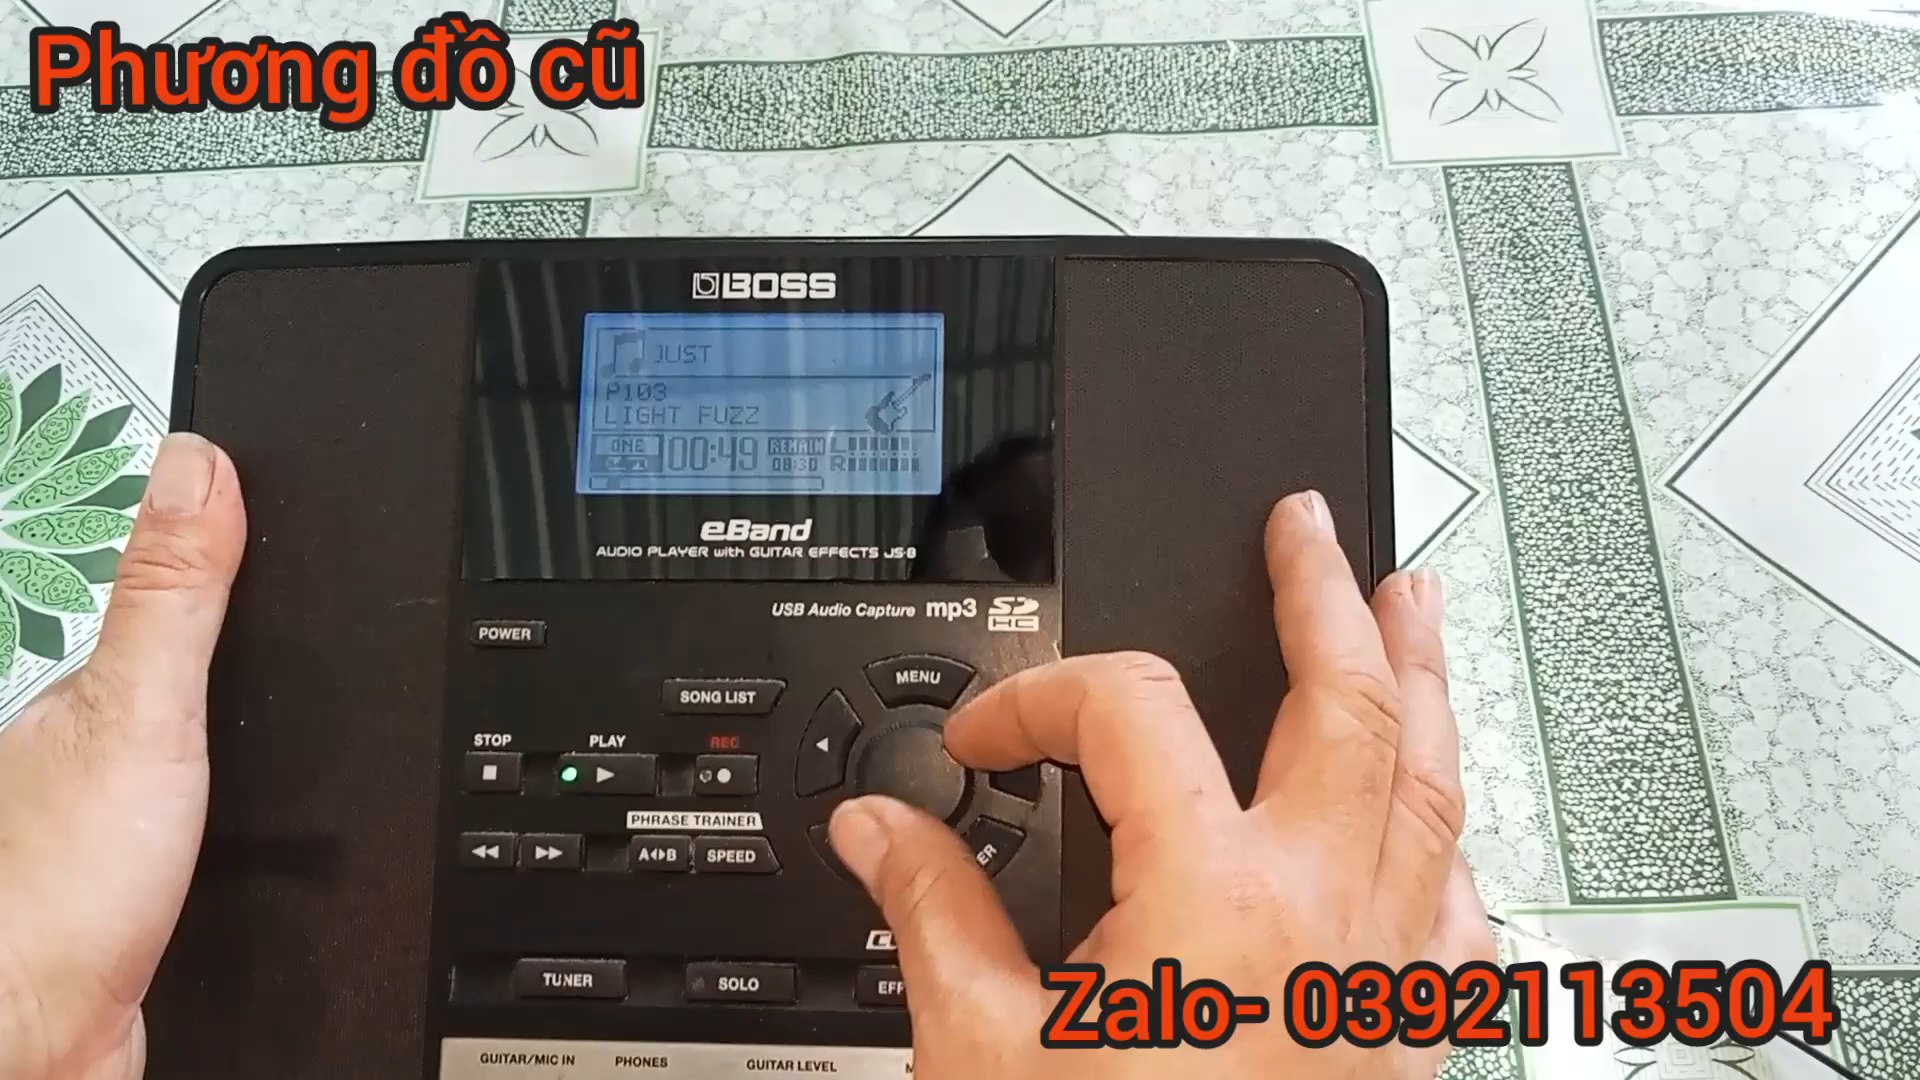 Phương đồ cũ
BOSS
JUST
P103
LIGHT FUZZ
ONE
00:49
REMAIN
08:30
L
R
eBand
AUDIO PLAYER with GUITAR EFFECTS JS-8
USB Audio Capture mp3 SD HC
POWER
MENU
SONG LIST
STOP
PLAY
REC
PHRASE TRAINER
A B
SPEED
ER
TUNER
SOLO
EFF
GUITAR/MIC IN
PHONES
GUITAR LEVEL
Zalo- 0392113504